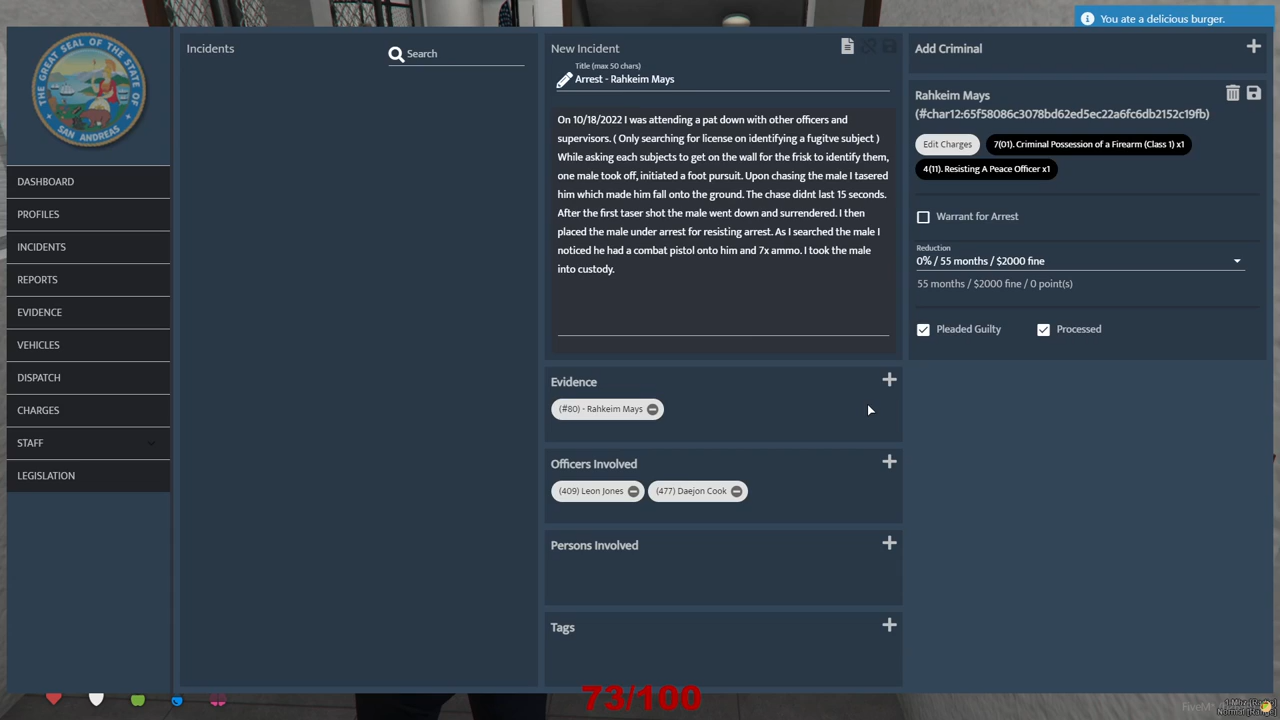 You ate a delicious burger.
THE GREAT SEAL OF THE STATE OF
SAN ANDREAS
DASHBOARD
PROFILES
INCIDENTS
REPORTS
EVIDENCE
VEHICLES
DISPATCH
CHARGES
STAFF
LEGISLATION
Incidents
Search
New Incident
Title (max 50 chars)
Arrest - Rahkeim Mays
On 10/18/2022 I was attending a pat down with other officers and
supervisors. ( Only searching for license on identifying a fugitve subject )
While asking each subjects to get on the wall for the frisk to identify them,
one male took off, initiated a foot pursuit. Upon chasing the male I tasered
him which made him fall onto the ground. The chase didnt last 15 seconds.
After the first taser shot the male went down and surrendered. I then
placed the male under arrest for resisting arrest. As I searched the male I
noticed he had a combat pistol onto him and 7x ammo. I took the male
into custody.
Evidence
(#80) - Rahkeim Mays
Officers Involved
(409) Leon Jones (477) Daejon Cook
Persons Involved
Tags
Add Criminal
Rahkeim Mays
(#char12:65f58086c3078bd62ed5ec22a6fc6db2152c19fb)
Edit Charges 7(01). Criminal Possession of a Firearm (Class 1) x1
4(11). Resisting A Peace Officer x1
Warrant for Arrest
Reduction
0% / 55 months / $2000 fine
55 months / $2000 fine / 0 point(s)
Pleaded Guilty Processed
73/100